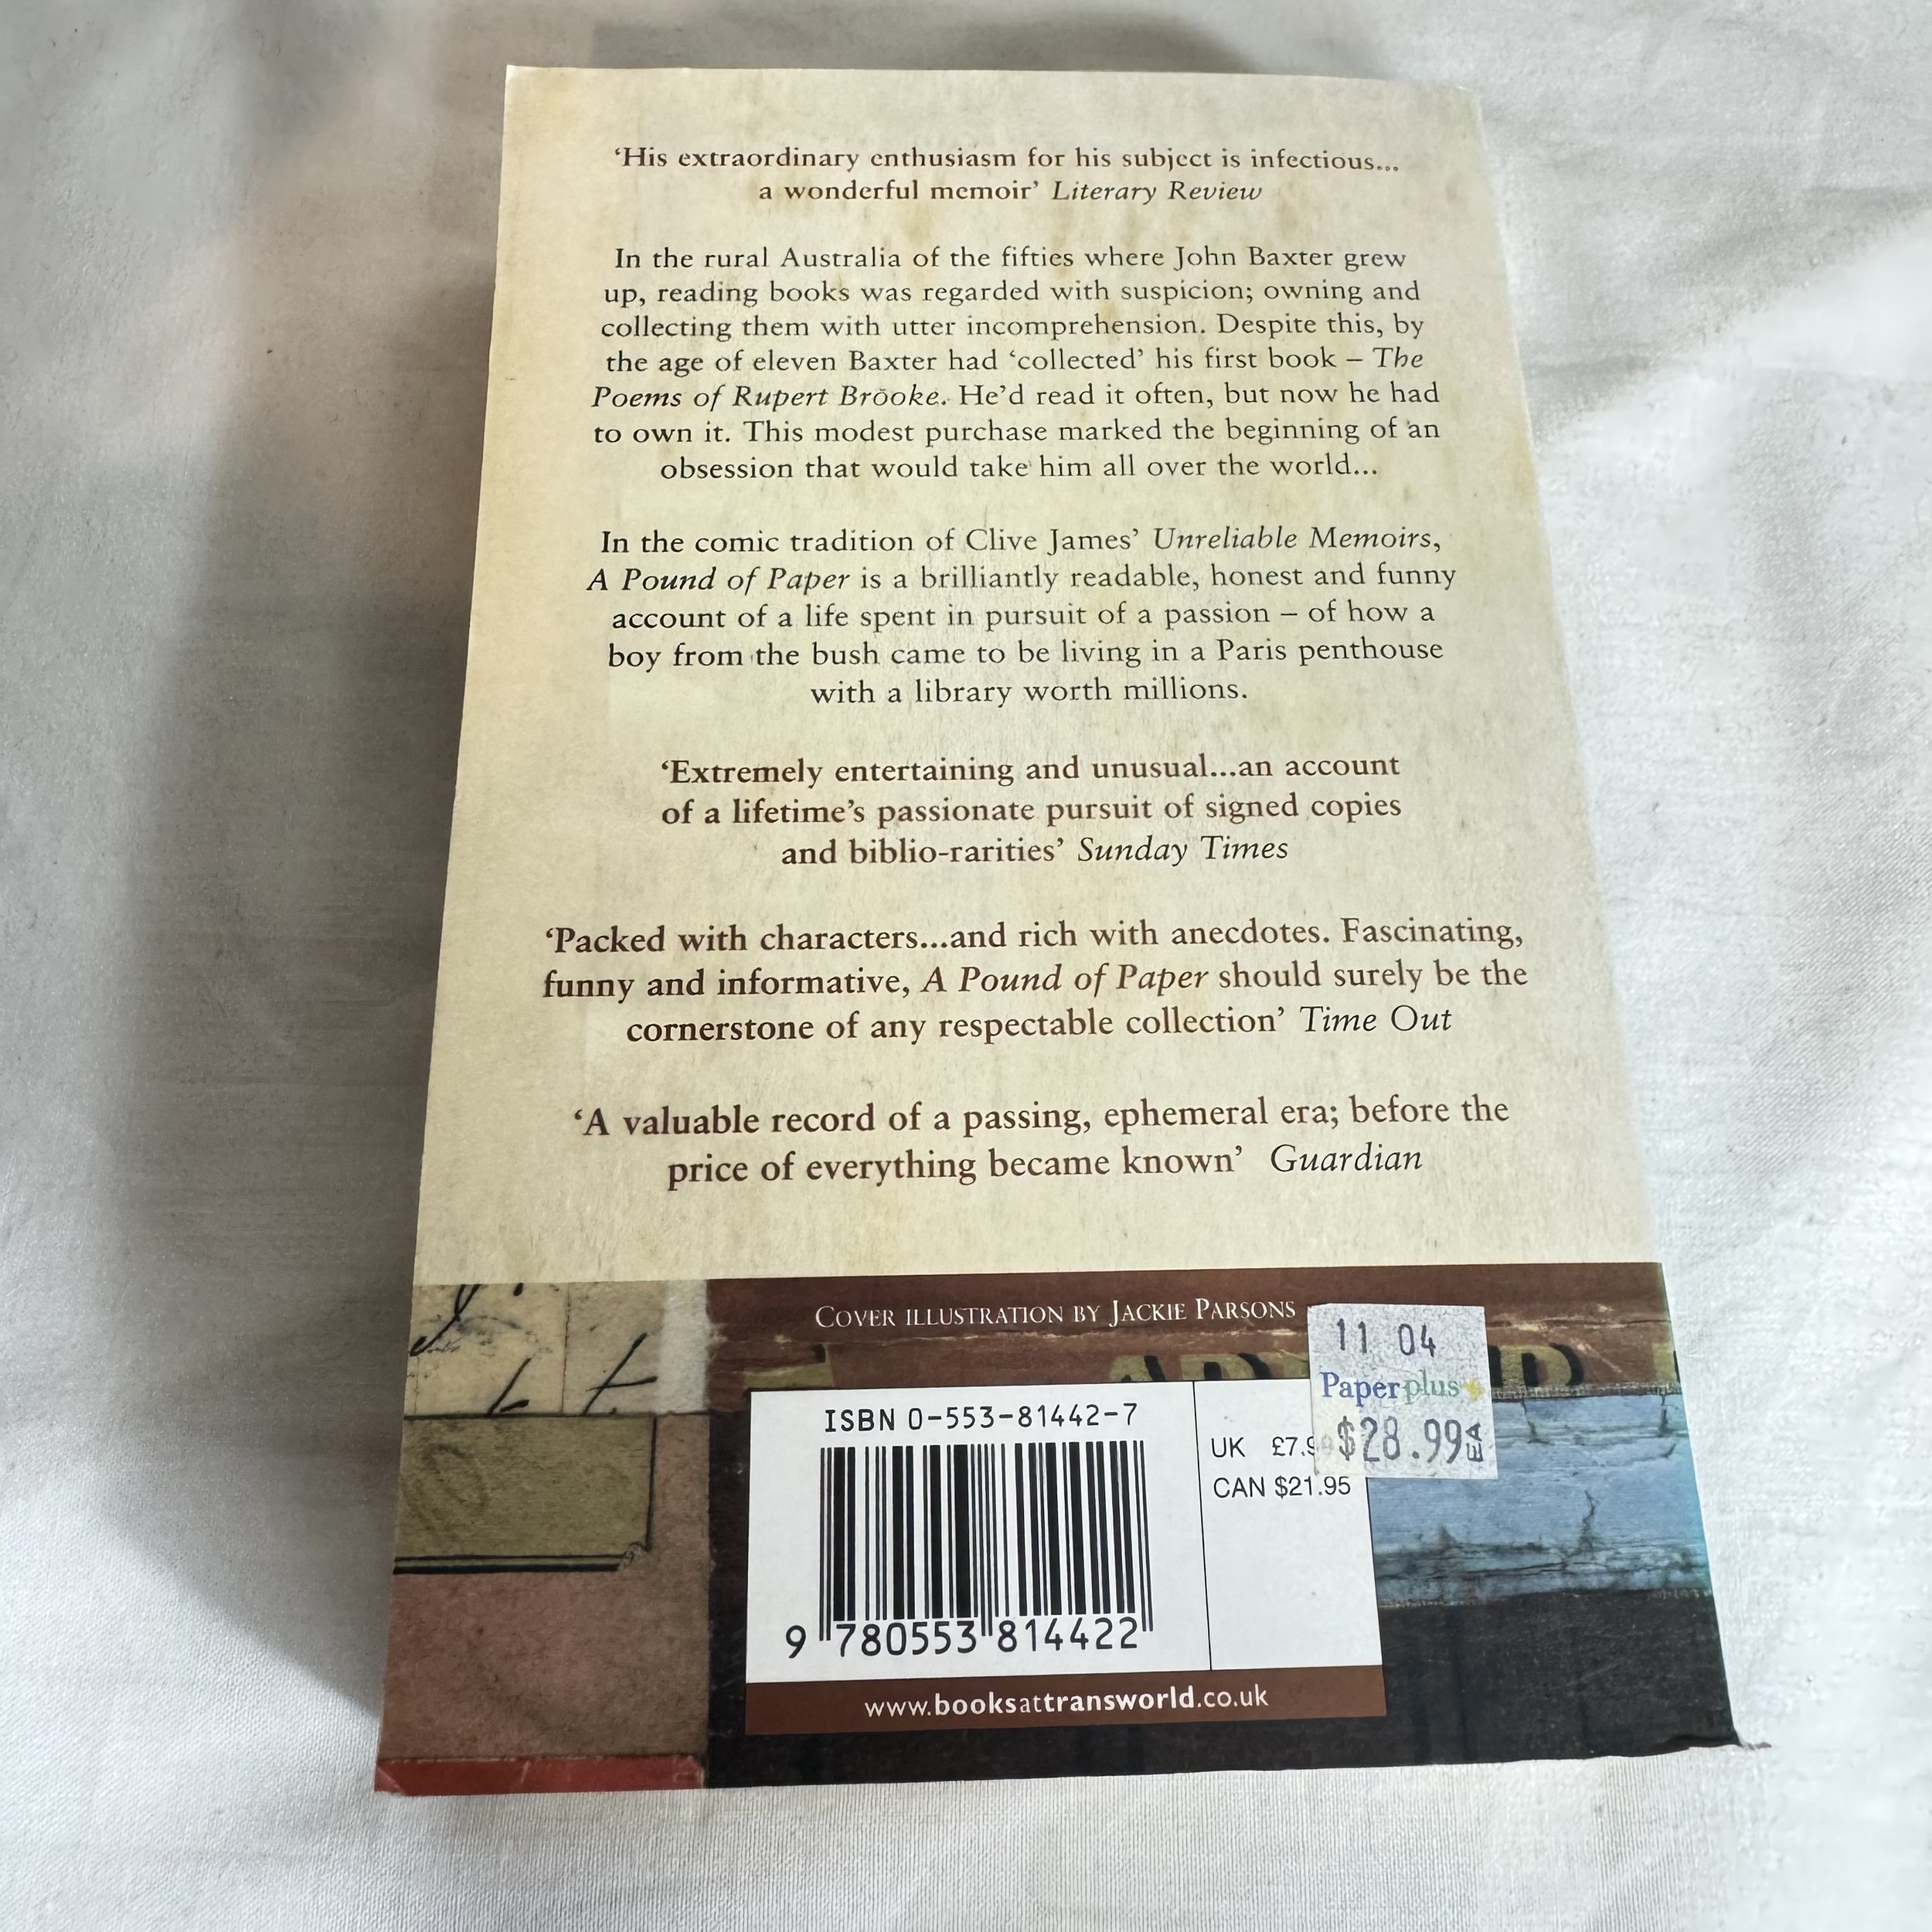 ‘His extraordinary enthusiasm for his subject is infectious...
a wonderful memoir’ Literary Review
In the rural Australia of the fifties where John Baxter grew
up, reading books was regarded with suspicion; owning and
collecting them with utter incomprehension. Despite this, by
the age of eleven Baxter had ‘collected’ his first book – The
Poems of Rupert Brooke. He’d read it often, but now he had
to own it. This modest purchase marked the beginning of an
obsession that would take him all over the world...
In the comic tradition of Clive James’ Unreliable Memoirs,
A Pound of Paper is a brilliantly readable, honest and funny
account of a life spent in pursuit of a passion – of how a
boy from the bush came to be living in a Paris penthouse
with a library worth millions.
‘Extremely entertaining and unusual...an account
of a lifetime’s passionate pursuit of signed copies
and biblio-rarities’ Sunday Times
‘Packed with characters...and rich with anecdotes. Fascinating,
funny and informative, A Pound of Paper should surely be the
cornerstone of any respectable collection’ Time Out
‘A valuable record of a passing, ephemeral era; before the
price of everything became known’ Guardian
COVER ILLUSTRATION BY JACKIE PARSONS
11 04
Paperplus
$28.99 EA
ISBN 0-553-81442-7
UK £7.99
CAN $21.95
9 780553 814422
www.booksattransworld.co.uk